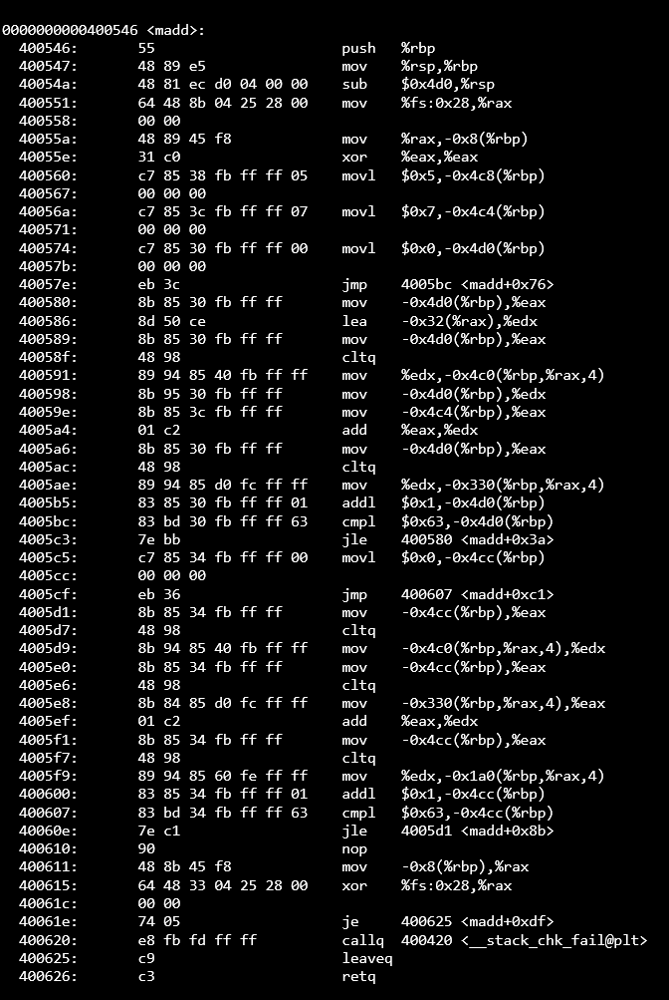 0000000000400546 <madd>:
400546: 55 push %rbp
400547: 48 89 e5 mov %rsp,%rbp
40054a: 48 81 ec d0 04 00 00 sub $0x4d0,%rsp
400551: 64 48 8b 04 25 28 00 mov %fs:0x28,%rax
400558: 00 00
40055a: 48 89 45 f8 mov %rax,-0x8(%rbp)
40055e: 31 c0 xor %eax,%eax
400560: c7 85 38 fb ff ff 05 movl $0x5,-0x4c8(%rbp)
400567: 00 00 00
40056a: c7 85 3c fb ff ff 07 movl $0x7,-0x4c4(%rbp)
400571: 00 00 00
400574: c7 85 30 fb ff ff 00 movl $0x0,-0x4d0(%rbp)
40057b: 00 00 00
40057e: eb 3c jmp 4005bc <madd+0x76>
400580: 8b 85 30 fb ff ff mov -0x4d0(%rbp),%eax
400586: 8d 50 ce lea -0x32(%rax),%edx
400589: 8b 85 30 fb ff ff mov -0x4d0(%rbp),%eax
40058f: 48 98 cltq
400591: 89 94 85 40 fb ff ff mov %edx,-0x4c0(%rbp,%rax,4)
400598: 8b 95 30 fb ff ff mov -0x4d0(%rbp),%edx
40059e: 8b 85 3c fb ff ff mov -0x4c4(%rbp),%eax
4005a4: 01 c2 add %eax,%edx
4005a6: 8b 85 30 fb ff ff mov -0x4d0(%rbp),%eax
4005ac: 48 98 cltq
4005ae: 89 94 85 d0 fc ff ff mov %edx,-0x330(%rbp,%rax,4)
4005b5: 83 85 30 fb ff ff 01 addl $0x1,-0x4d0(%rbp)
4005bc: 83 bd 30 fb ff ff 63 cmpl $0x63,-0x4d0(%rbp)
4005c3: 7e bb jle 400580 <madd+0x3a>
4005c5: c7 85 34 fb ff ff 00 movl $0x0,-0x4cc(%rbp)
4005cc: 00 00 00
4005cf: eb 36 jmp 400607 <madd+0xc1>
4005d1: 8b 85 34 fb ff ff mov -0x4cc(%rbp),%eax
4005d7: 48 98 cltq
4005d9: 8b 94 85 40 fb ff ff mov -0x4c0(%rbp,%rax,4),%edx
4005e0: 8b 85 34 fb ff ff mov -0x4cc(%rbp),%eax
4005e6: 48 98 cltq
4005e8: 8b 84 85 d0 fc ff ff mov -0x330(%rbp,%rax,4),%eax
4005ef: 01 c2 add %eax,%edx
4005f1: 8b 85 34 fb ff ff mov -0x4cc(%rbp),%eax
4005f7: 48 98 cltq
4005f9: 89 94 85 60 fe ff ff mov %edx,-0x1a0(%rbp,%rax,4)
400600: 83 85 34 fb ff ff 01 addl $0x1,-0x4cc(%rbp)
400607: 83 bd 34 fb ff ff 63 cmpl $0x63,-0x4cc(%rbp)
40060e: 7e c1 jle 4005d1 <madd+0x8b>
400610: 90 nop
400611: 48 8b 45 f8 mov -0x8(%rbp),%rax
400615: 64 48 33 04 25 28 00 xor %fs:0x28,%rax
40061c: 00 00
40061e: 74 05 je 400625 <madd+0xdf>
400620: e8 fb fd ff ff callq 400420 <__stack_chk_fail@plt>
400625: c9 leaveq
400626: c3 retq